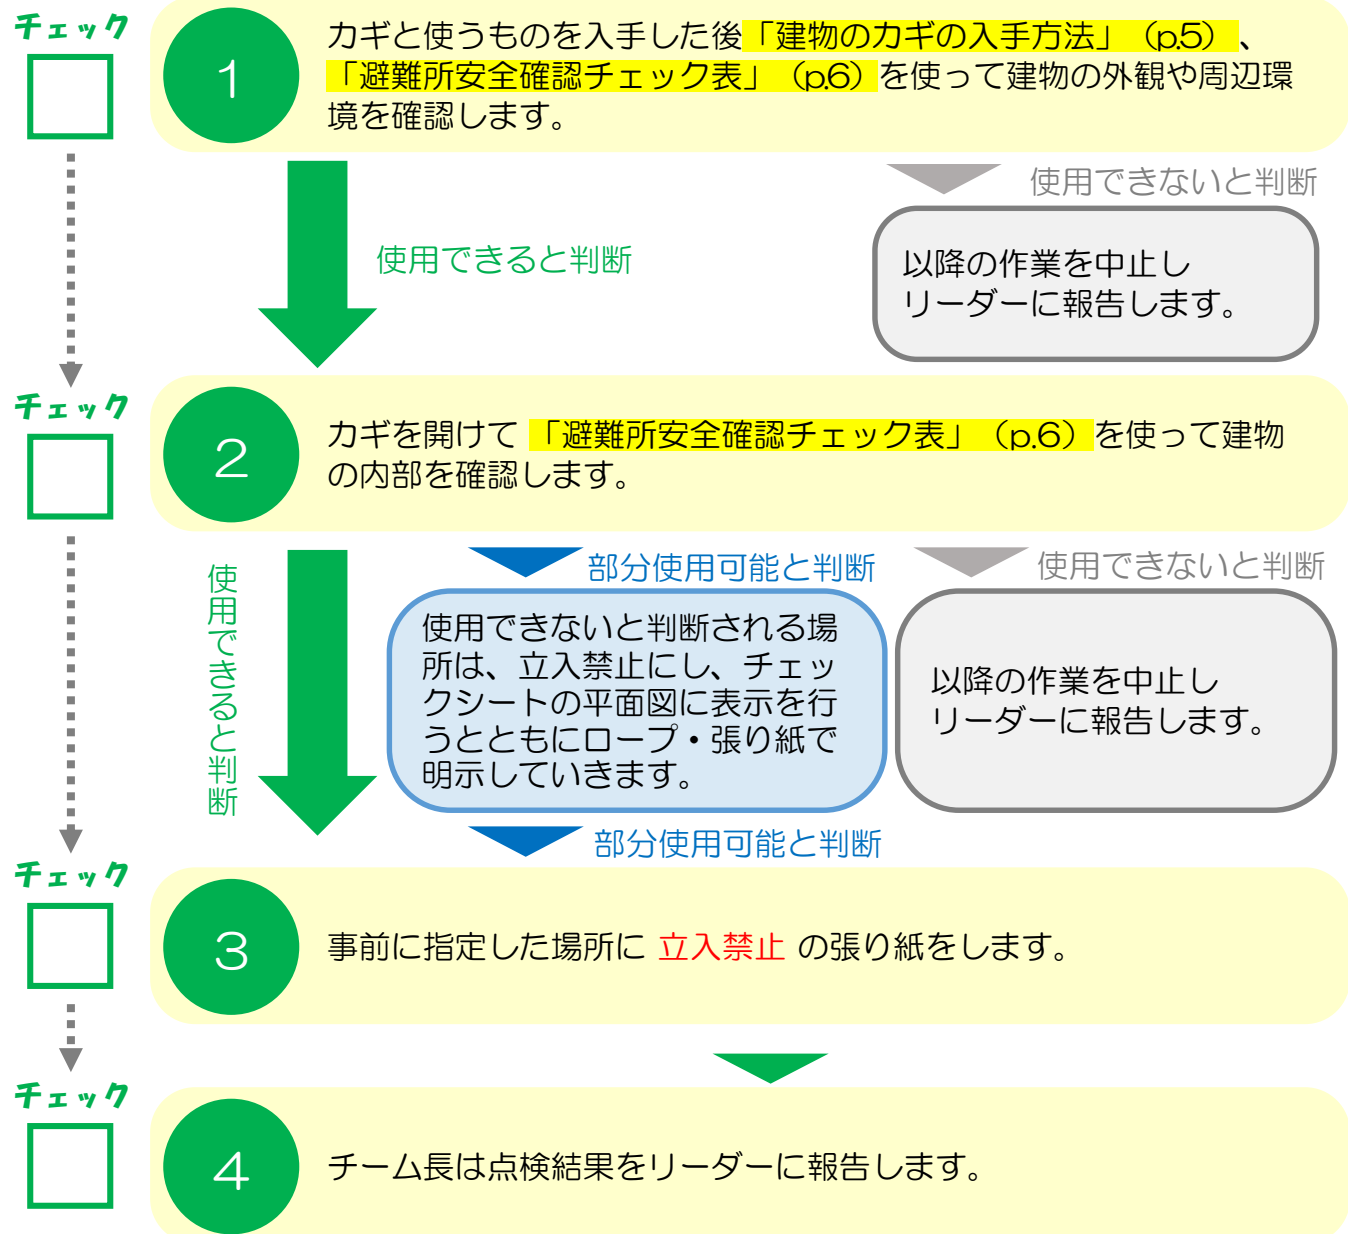 チェック
1
カギと使うものを入手した後「建物のカギの入手方法」（p.5）、
「避難所安全確認チェック表」（p.6）を使って建物の外観や周辺環
境を確認します。
使用できると判断
使用できないと判断
以降の作業を中止し
リーダーに報告します。
チェック
2
カギを開けて「避難所安全確認チェック表」（p.6）を使って建物
の内部を確認します。
使用できると判断
部分使用可能と判断
使用できないと判断される場
所は、立入禁止にし、チェッ
クシートの平面図に表示を行
うとともにロープ・張り紙で
明示していきます。
部分使用可能と判断
使用できないと判断
以降の作業を中止し
リーダーに報告します。
チェック
3
事前に指定した場所に 立入禁止 の張り紙をします。
チェック
4
チーム長は点検結果をリーダーに報告します。